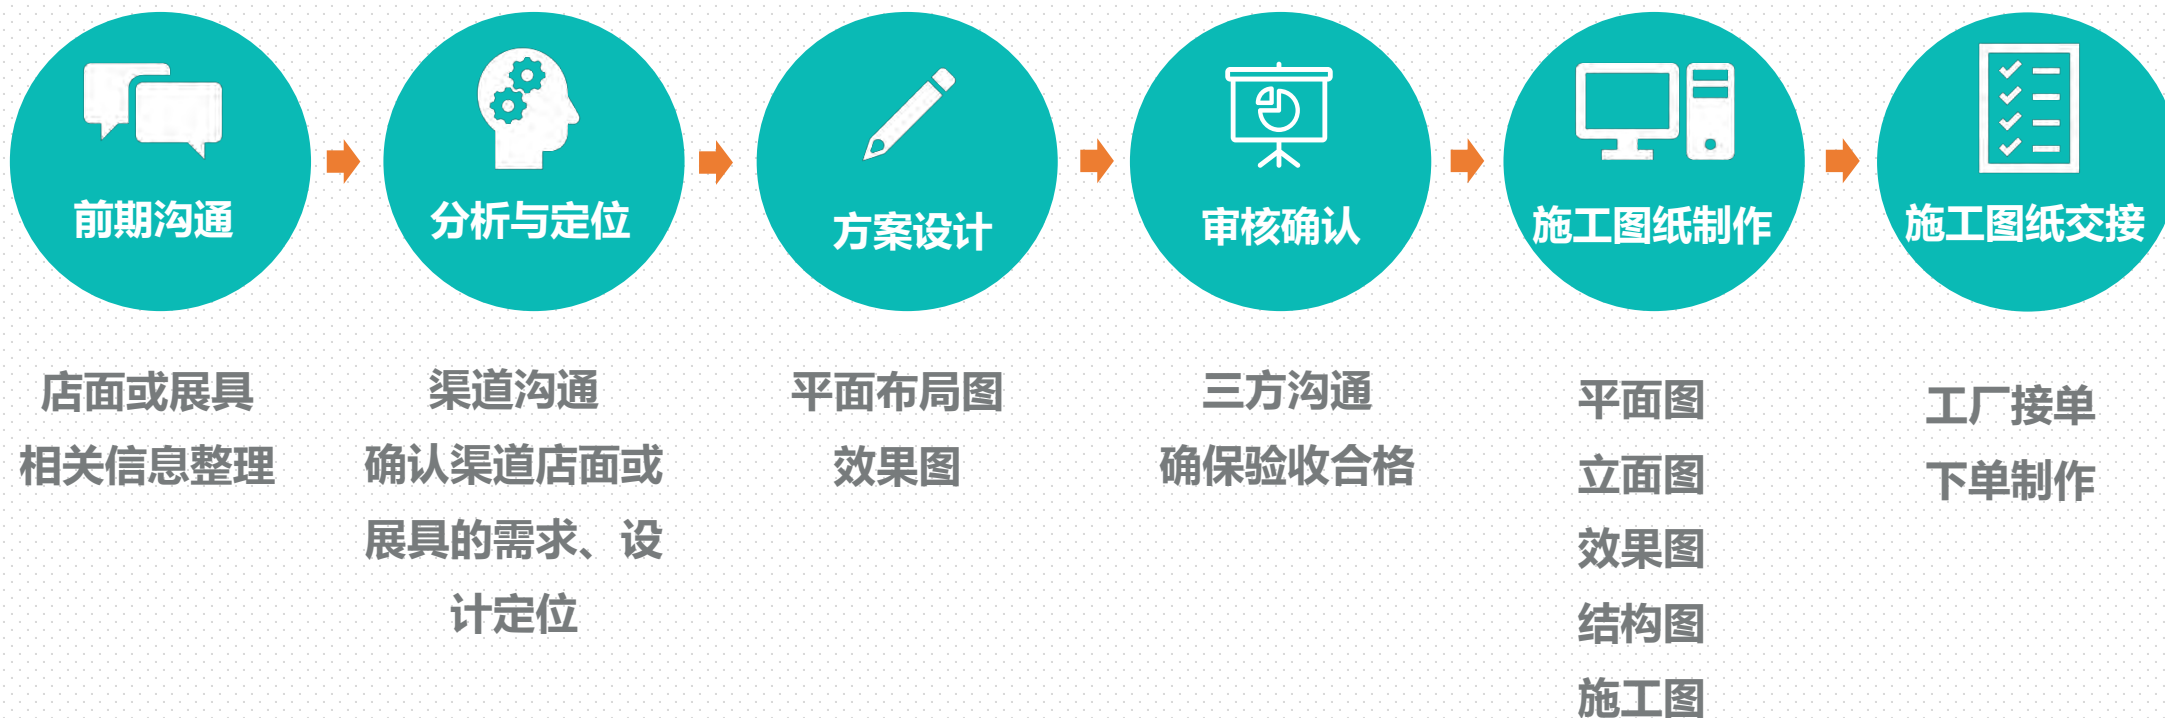 前期沟通
分析与定位
方案设计
审核确认
施工图纸制作
施工图纸交接
店面或展具
相关信息整理
渠道沟通
确认渠道店面或
展具的需求、设
计定位
平面布局图
效果图
三方沟通
确保验收合格
平面图
立面图
效果图
结构图
施工图
工厂接单
下单制作